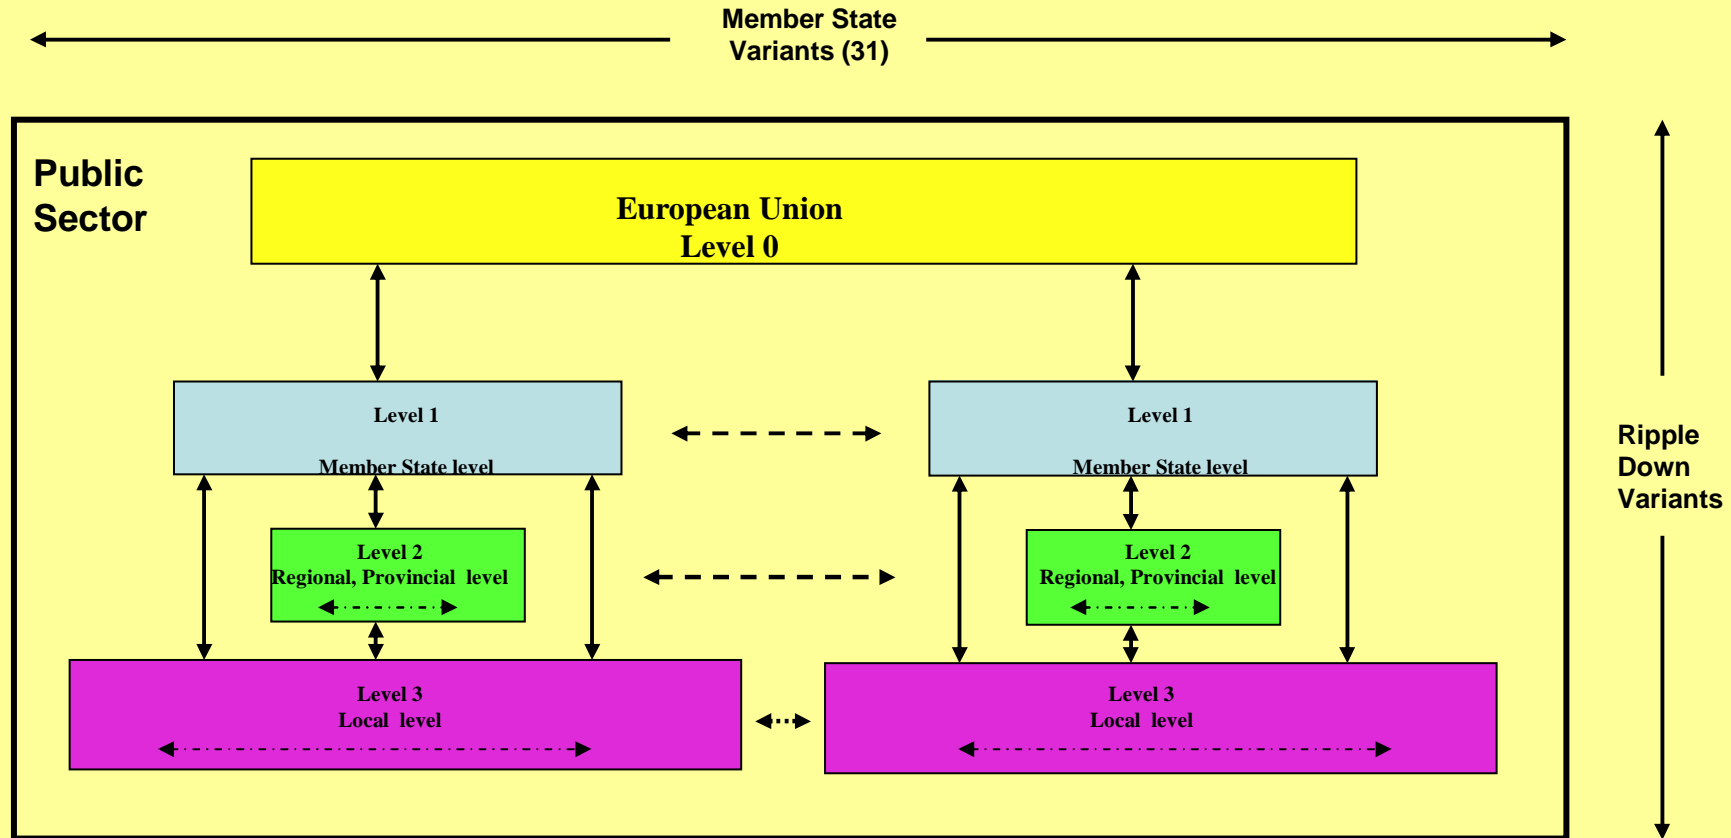 Member State
Variants (31)
Public
Sector
European Union
Level 0
Level 1
Member State level
Level 1
Member State level
Level 2
Regional, Provincial level
Level 2
Regional, Provincial level
Level 3
Local level
Level 3
Local level
Ripple
Down
Variants